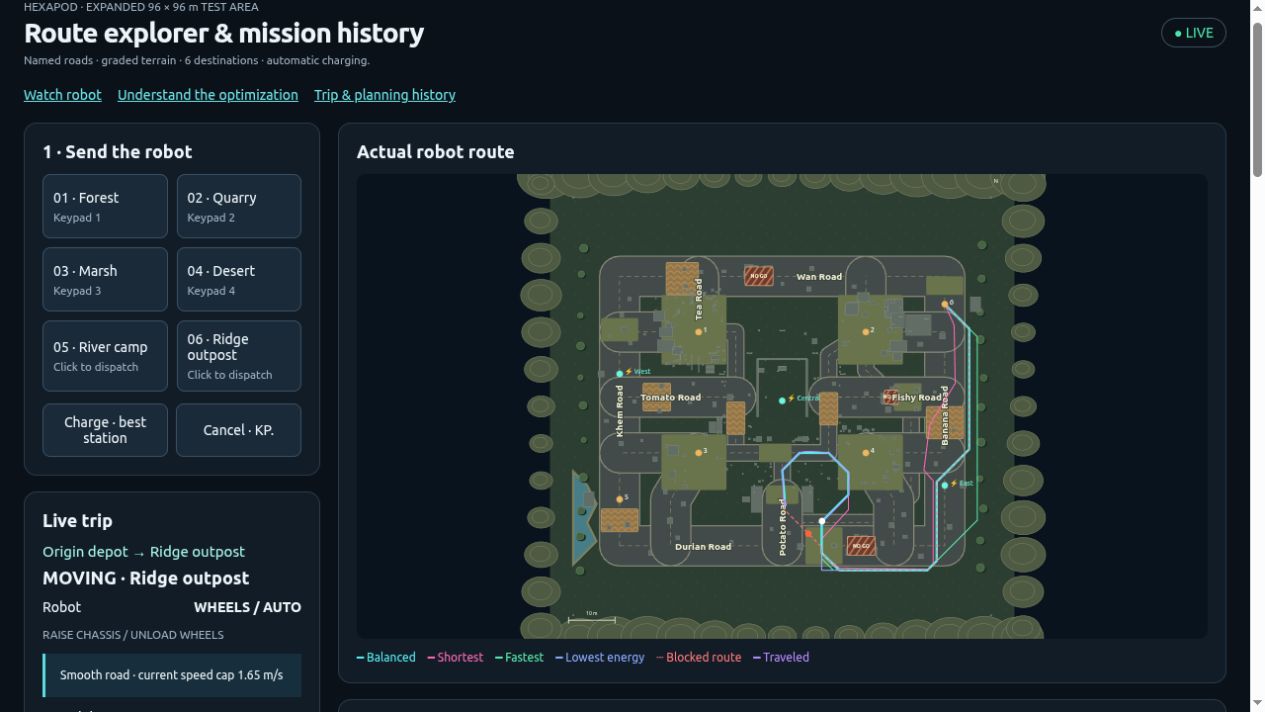 HEXAPOD · EXPANDED 96 × 96 m TEST AREA
Route explorer & mission history
● LIVE
Named roads · graded terrain · 6 destinations · automatic charging.
Watch robot Understand the optimization Trip & planning history
1 · Send the robot
01 · Forest
Keypad 1
02 · Quarry
Keypad 2
03 · Marsh
Keypad 3
04 · Desert
Keypad 4
05 · River camp
Click to dispatch
06 · Ridge
outpost
Click to dispatch
Charge · best
station
Cancel · KP.
Live trip
Origin depot → Ridge outpost
MOVING · Ridge outpost
Robot WHEELS / AUTO
RAISE CHASSIS / UNLOAD WHEELS
Smooth road · current speed cap 1.65 m/s
Actual robot route
N
NO GO
Wan Road
Tea Road
6
1
2
⚡ West
Khem Road
Tomato Road
⚡ Central
Fishy Road
Banana Road
3
4
⚡ East
5
Potato Road
Durian Road
NO GO
10 m
Balanced Shortest Fastest Lowest energy Blocked route Traveled